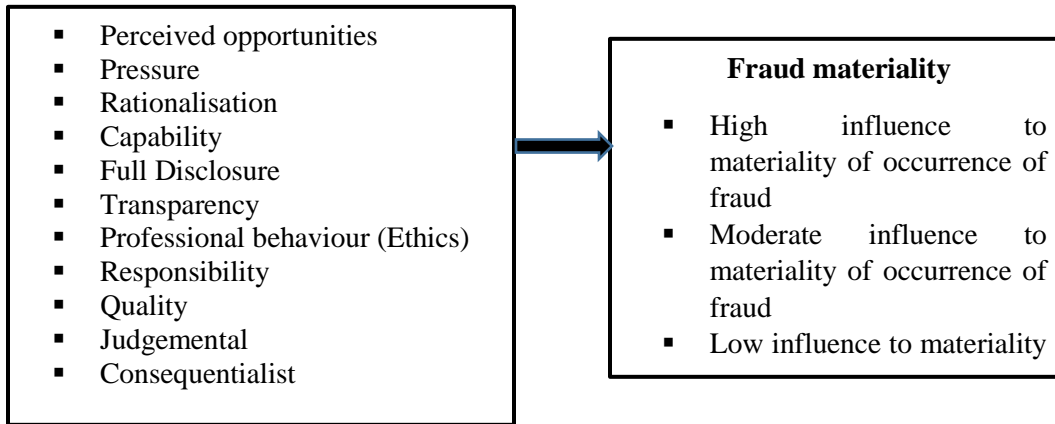 ▪ Perceived opportunities
▪ Pressure
▪ Rationalisation
▪ Capability
▪ Full Disclosure
▪ Transparency
▪ Professional behaviour (Ethics)
▪ Responsibility
▪ Quality
▪ Judgemental
▪ Consequentialist
Fraud materiality
▪ High influence to
materiality of occurrence of
fraud
▪ Moderate influence to
materiality of occurrence of
fraud
▪ Low influence to materiality